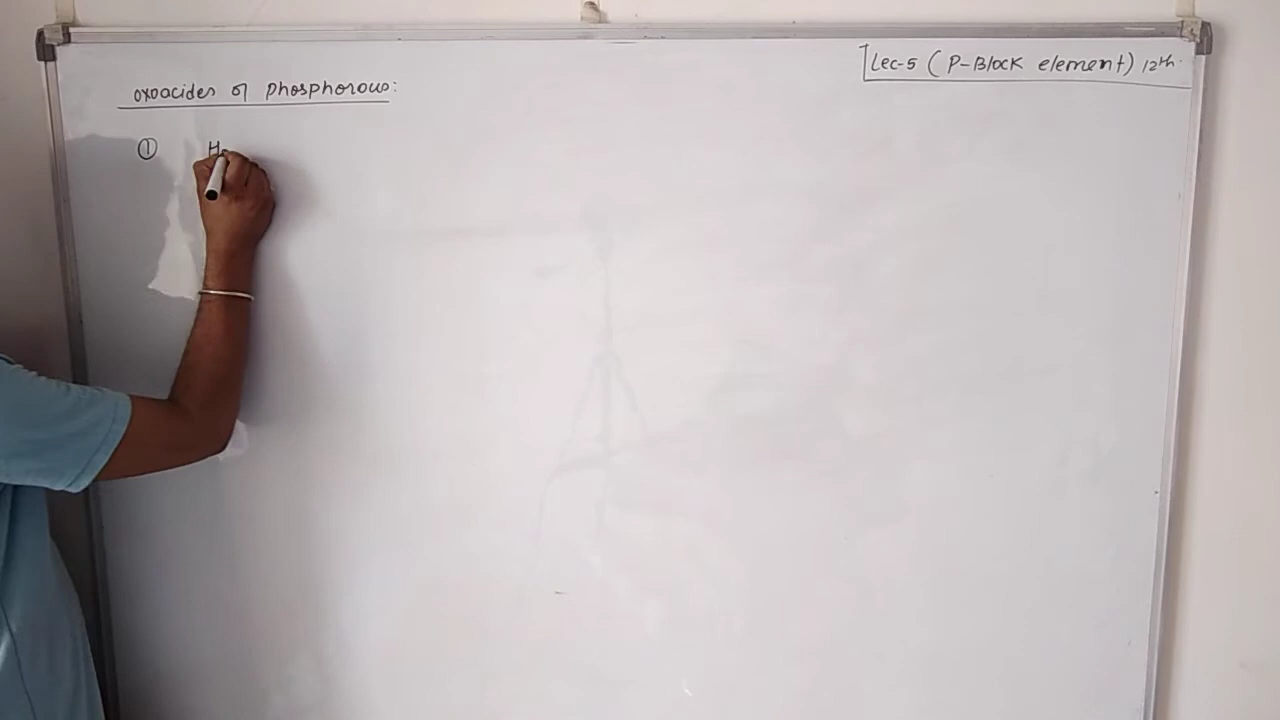 Lec-5 (P-Block element) 12th.
oxoacides of phosphorous:
① H